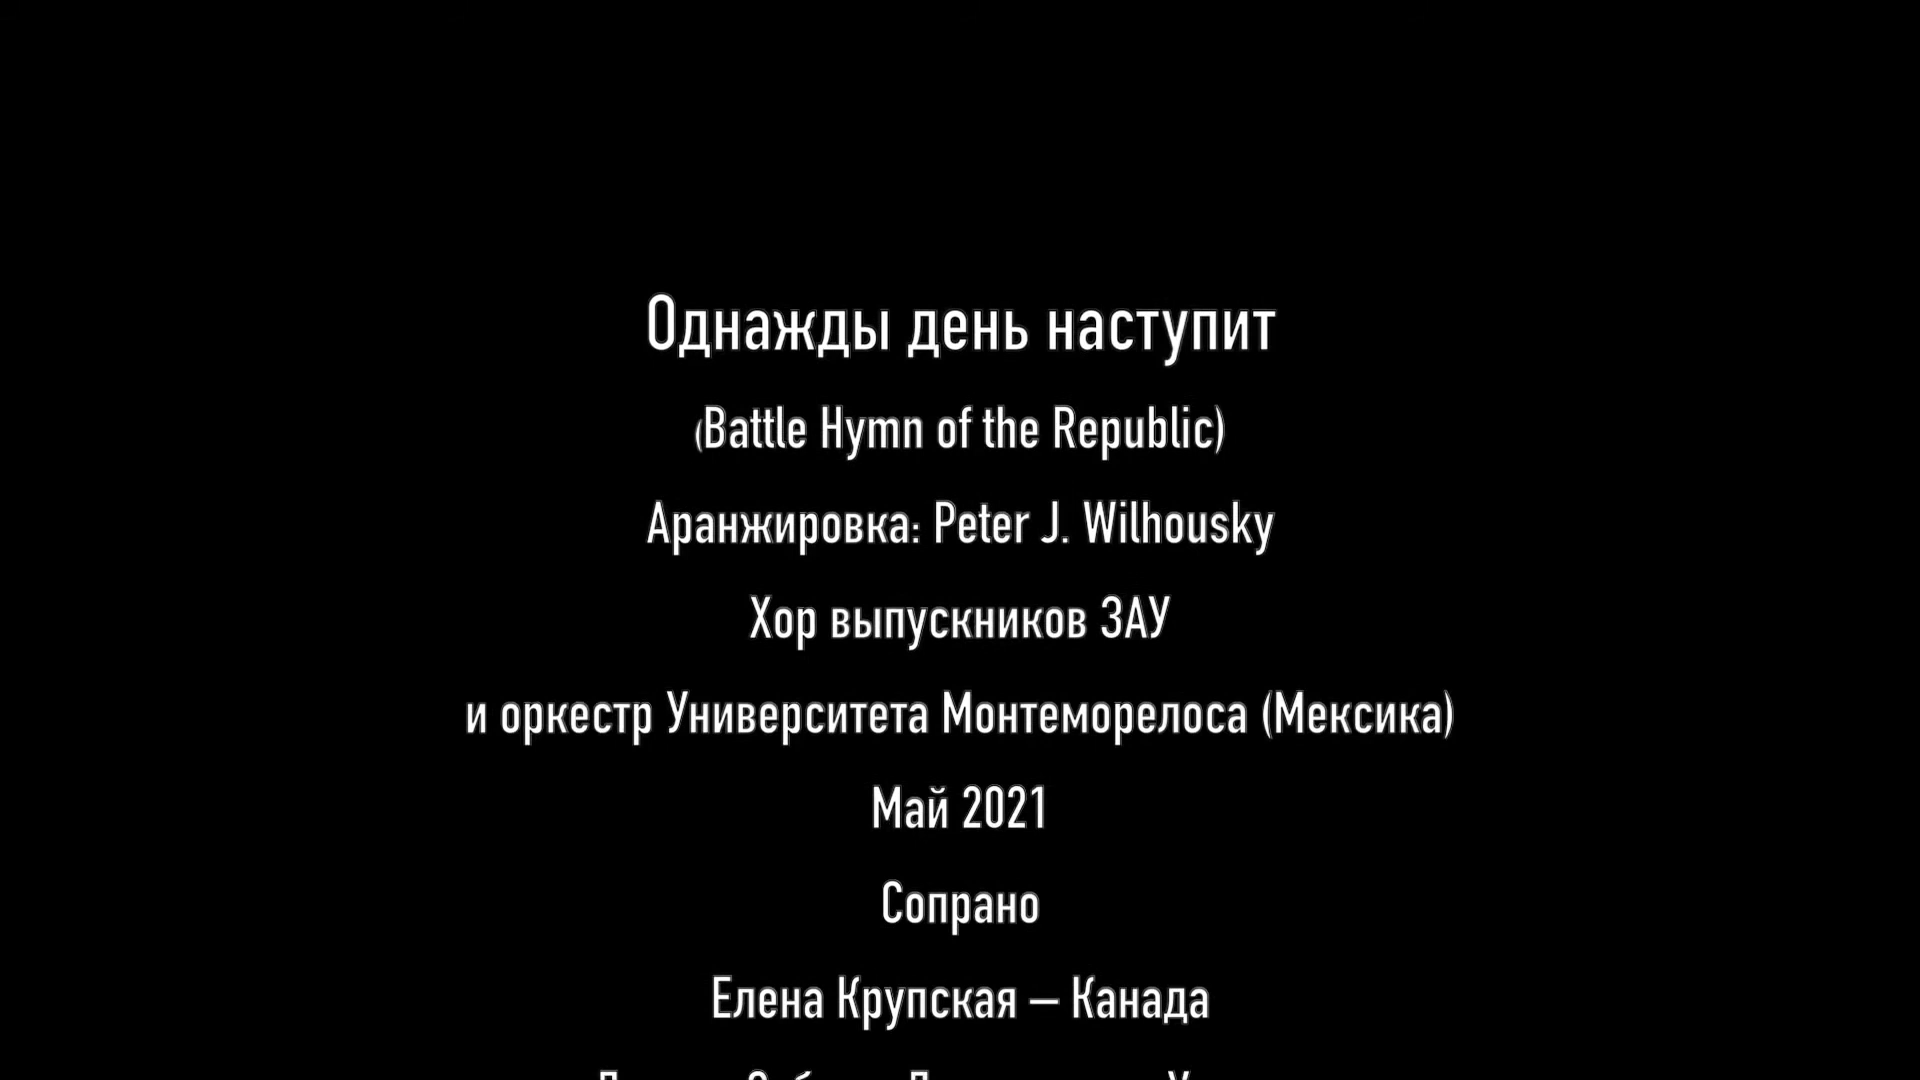 Однажды день наступит
(Battle Hymn of the Republic)
Аранжировка: Peter J. Wilhousky
Хор выпускников ЗАУ
и оркестр Университета Монтеморелоса (Мексика)
Май 2021
Сопрано
Елена Крупская – Канада